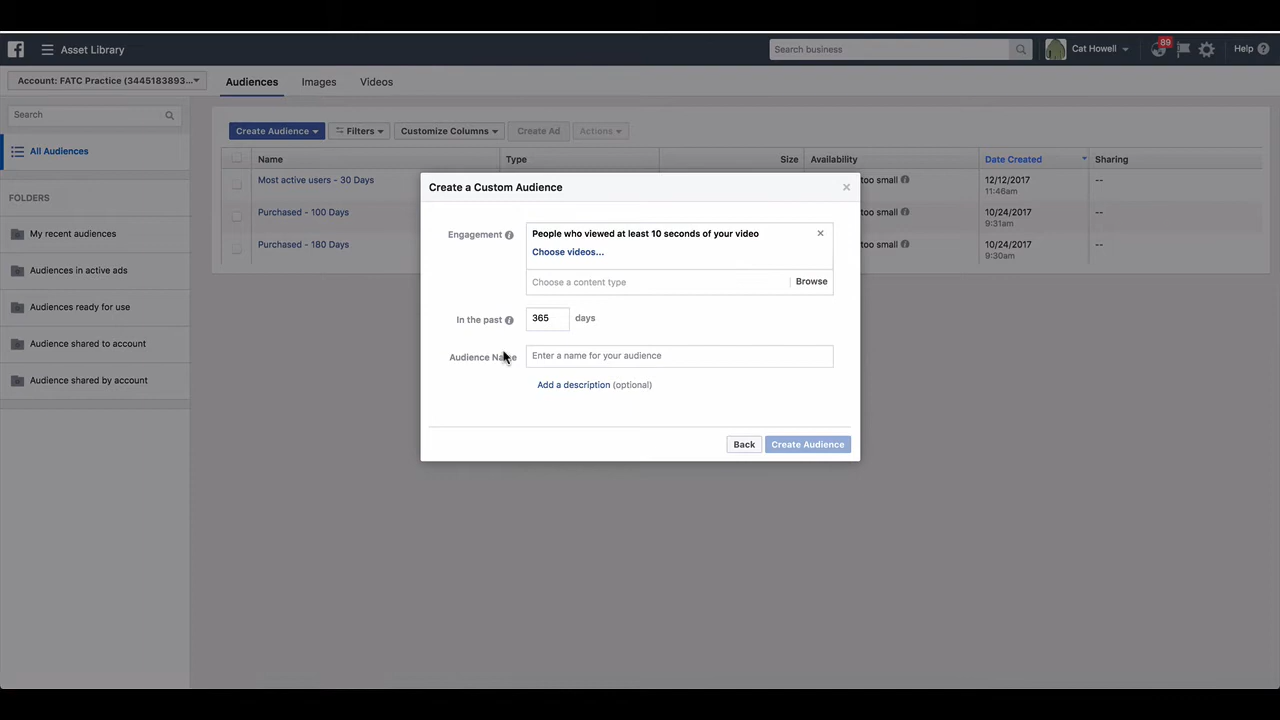 Asset Library
Search business
89
Cat Howell
Help
Account: FATC Practice (3445183893...
Audiences
Images
Videos
Search
All Audiences
FOLDERS
My recent audiences
Audiences in active ads
Audiences ready for use
Audience shared to account
Audience shared by account
Create Audience
Filters
Customize Columns
Create Ad
Actions
Name
Type
Size
Availability
Date Created
Sharing
Most active users - 30 Days
too small
12/12/2017
11:46am
--
Purchased - 100 Days
too small
10/24/2017
9:31am
--
Purchased - 180 Days
too small
10/24/2017
9:30am
--
Create a Custom Audience
Engagement
People who viewed at least 10 seconds of your video
Choose videos...
Choose a content type
Browse
In the past
365
days
Audience Name
Enter a name for your audience
Add a description (optional)
Back
Create Audience